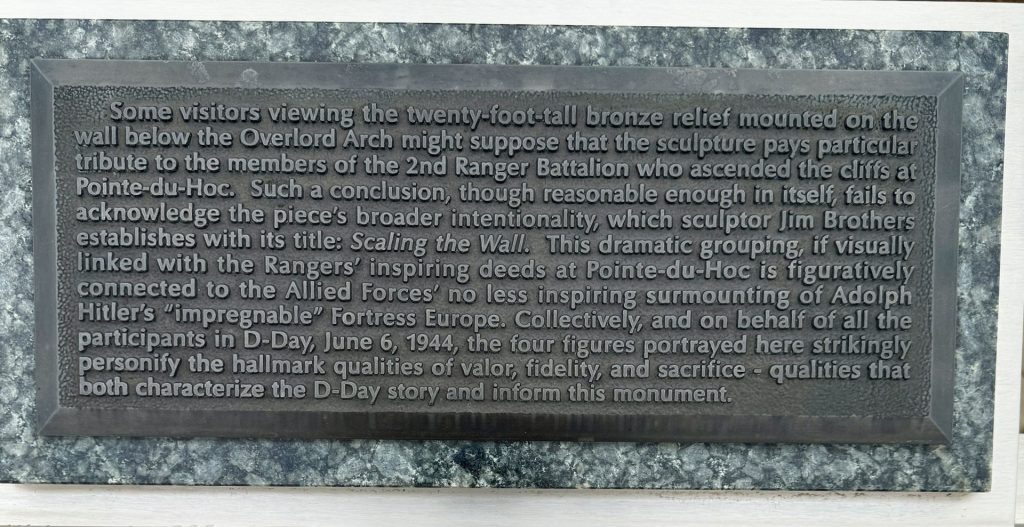 Some visitors viewing the twenty-foot-tall bronze relief mounted on the
wall below the Overlord Arch might suppose that the sculpture pays particular
tribute to the members of the 2nd Ranger Battalion who ascended the cliffs at
Pointe-du-Hoc. Such a conclusion, though reasonable enough in itself, fails to
acknowledge the piece's broader intentionality, which sculptor Jim Brothers
establishes with its title: Scaling the Wall. This dramatic grouping, if visually
linked with the Rangers' inspiring deeds at Pointe-du-Hoc is figuratively
connected to the Allied Forces' no less inspiring surmounting of Adolph
Hitler's "impregnable" Fortress Europe. Collectively, and on behalf of all the
participants in D-Day, June 6, 1944, the four figures portrayed here strikingly
personify the hallmark qualities of valor, fidelity, and sacrifice - qualities that
both characterize the D-Day story and inform this monument.